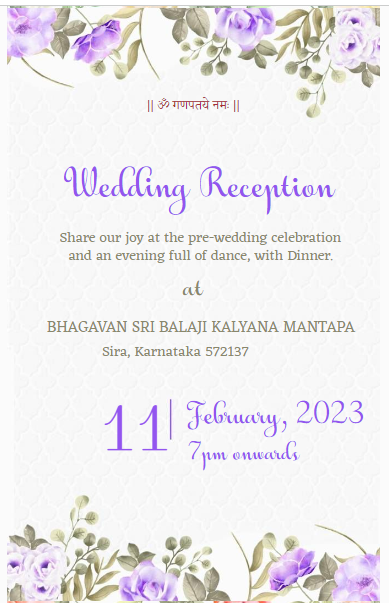 || ॐ गणपतये नमः ||
Wedding Reception
Share our joy at the pre-wedding celebration
and an evening full of dance, with Dinner.
at
BHAGAVAN SRI BALAJI KALYANA MANTAPA
Sira, Karnataka 572137
11| February, 2023
7pm onwards